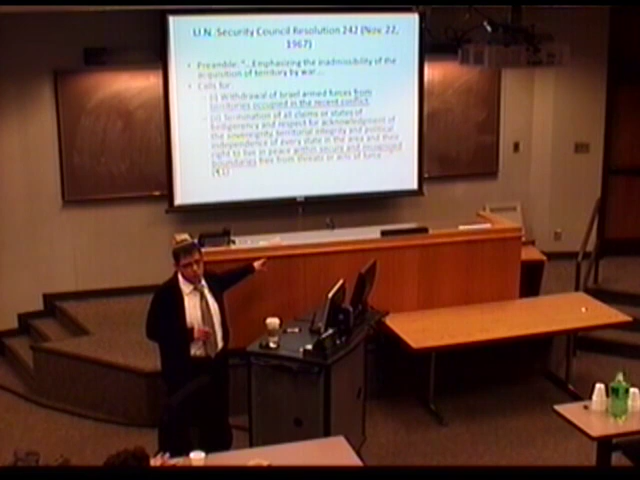 U.N. Security Council Resolution 242 (Nov. 22,
1967)
• Preamble: "...Emphasizing the inadmissibility of the
acquisition of territory by war ...
• Calls for:
– (i) Withdrawal of Israel armed forces from
territories occupied in the recent conflict;
– (ii) Termination of all claims or states of
belligerency and respect for acknowledgment of
the sovereignty, territorial integrity and political
independence of every state in the area and their
right to live in peace within secure and recognized
boundaries free from threats or acts of force
(¶ 1)